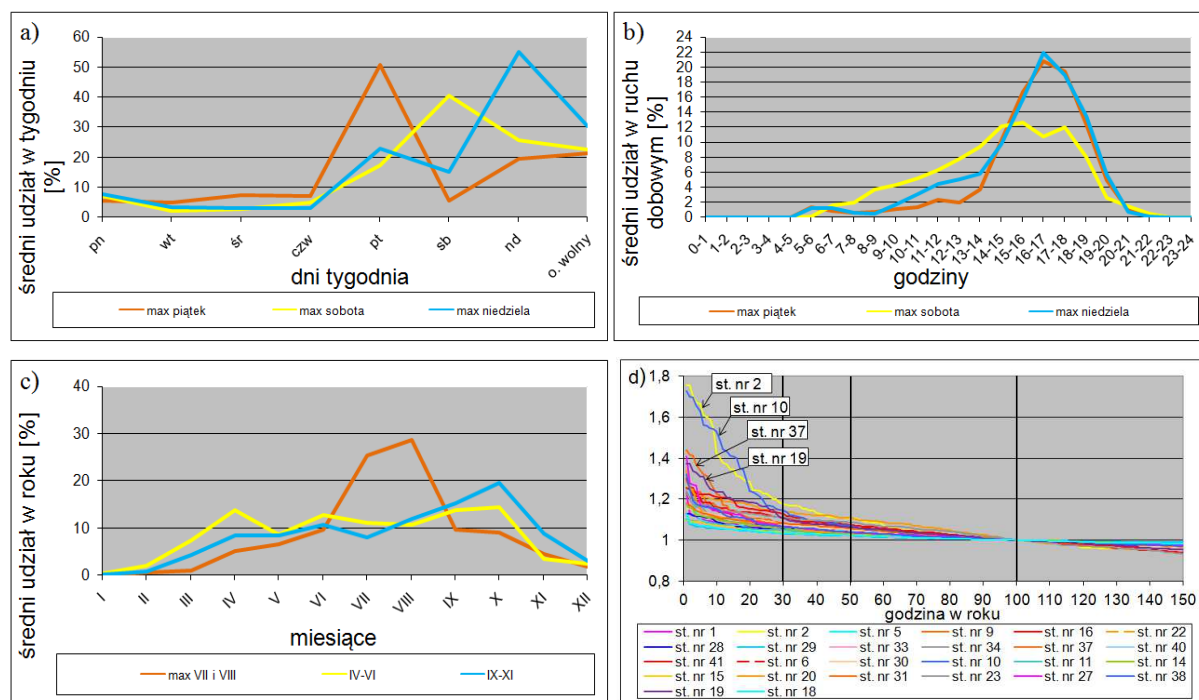 a)
średni udział w tygodniu
[%]
60
50
40
30
20
10
0
pn
wt
śr
czw
pt
sb
nd
o. wolny
dni tygodnia
max piątek
max sobota
max niedziela
b)
średni udział w ruchu
dobowym [%]
24
22
20
18
16
14
12
10
8
6
4
2
0
0-1
1-2
2-3
3-4
4-5
5-6
6-7
7-8
8-9
9-10
10-11
11-12
12-13
13-14
14-15
15-16
16-17
17-18
18-19
19-20
20-21
21-22
22-23
23-24
godziny
max piątek
max sobota
max niedziela
c)
średni udział w roku [%]
40
30
20
10
0
I
II
III
IV
V
VI
VII
VIII
IX
X
XI
XII
miesiące
max VII i VIII
IV-VI
IX-XI
d)
1,8
1,6
1,4
1,2
1
0,8
st. nr 2
st. nr 10
st. nr 37
st. nr 19
0 10 20 30 40 50 60 70 80 90 100 110 120 130 140 150
godzina w roku
st. nr 1 st. nr 2 st. nr 5 st. nr 9 st. nr 16 st. nr 22
st. nr 28 st. nr 29 st. nr 33 st. nr 34 st. nr 37 st. nr 40
st. nr 41 st. nr 6 st. nr 30 st. nr 10 st. nr 11 st. nr 14
st. nr 15 st. nr 20 st. nr 31 st. nr 23 st. nr 27 st. nr 38
st. nr 19 st. nr 18